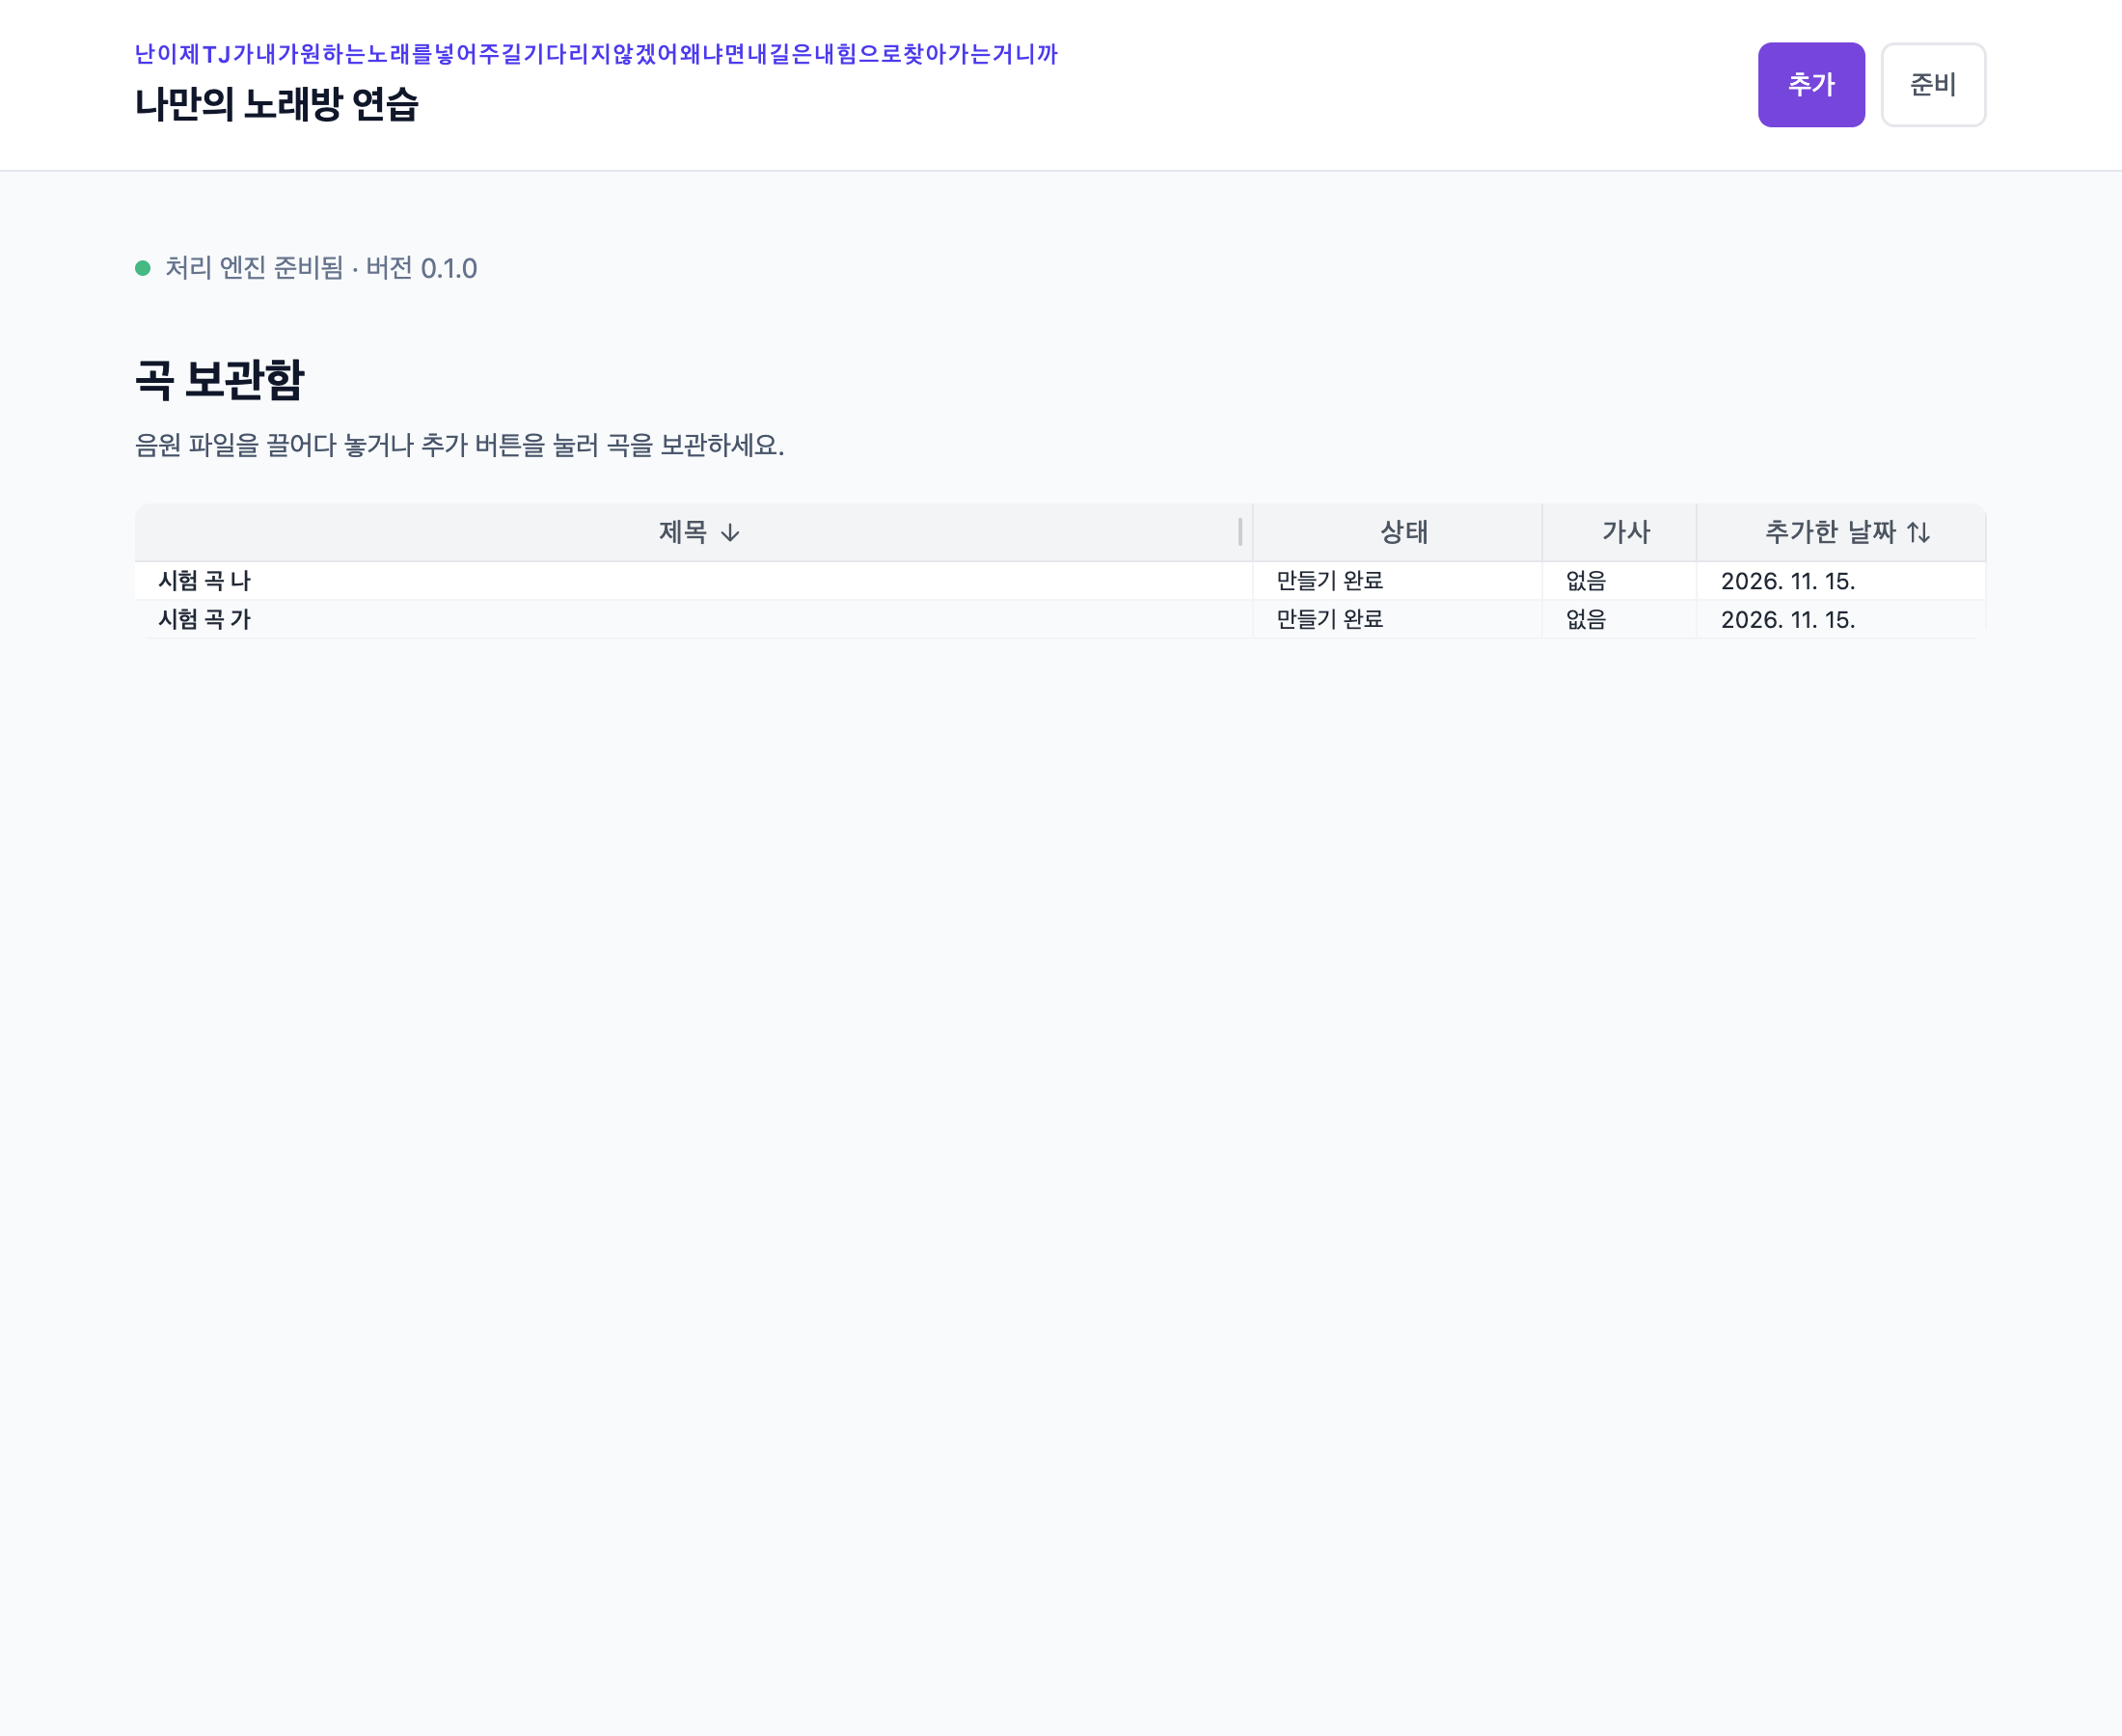 난이제TJ가내가원하는노래를넣어주길기다리지않겠어왜냐면내길은내힘으로찾아가는거니까
나만의 노래방 연습
추가
준비
처리 엔진 준비됨 · 버전 0.1.0
곡 보관함
음원 파일을 끌어다 놓거나 추가 버튼을 눌러 곡을 보관하세요.
제목 ↓ 상태 가사 추가한 날짜 ↑↓
시험 곡 나 만들기 완료 없음 2026. 11. 15.
시험 곡 가 만들기 완료 없음 2026. 11. 15.